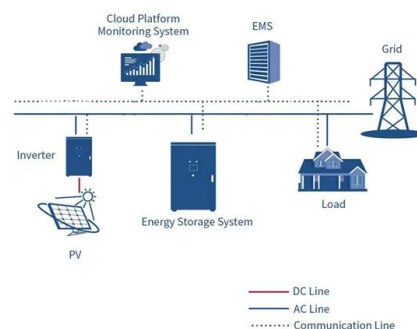 Cloud Platform
Monitoring System
EMS
Grid
Inverter
Energy Storage System
Load
PV
DC Line
AC Line
Communication Line